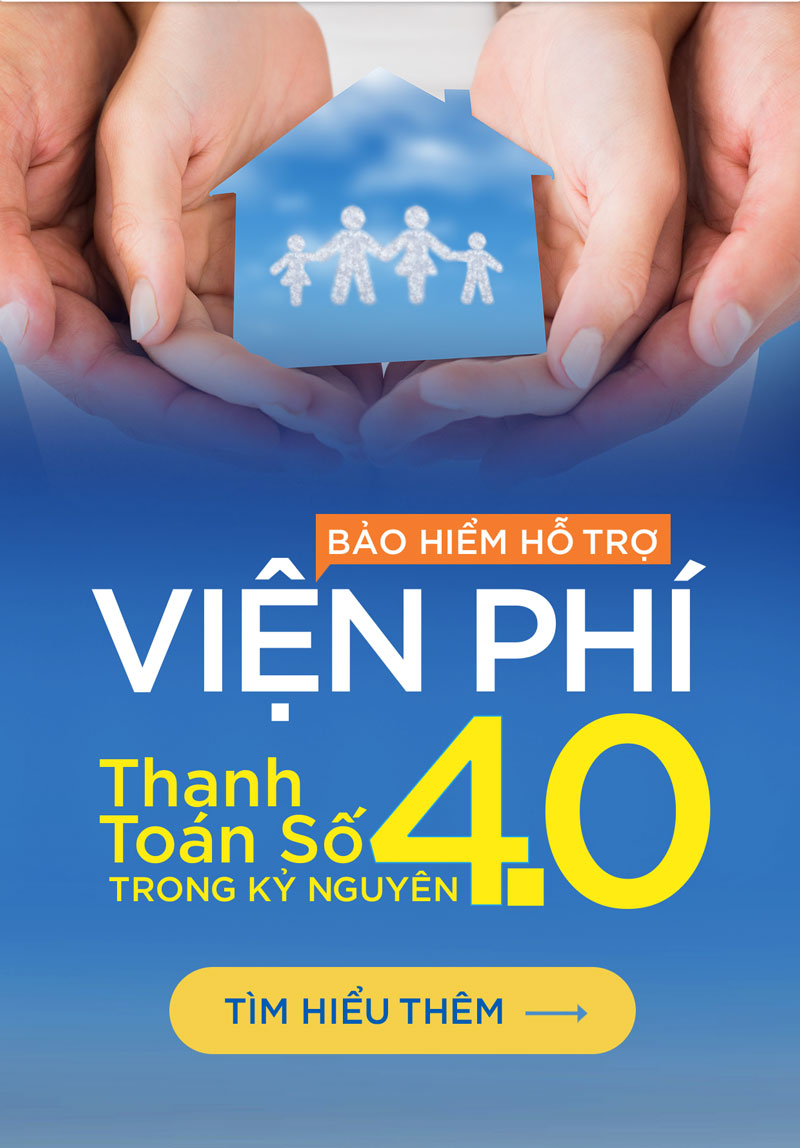 BẢO HIỂM HỖ TRỢ
VIỆN PHÍ
Thanh
Toán Số
TRONG KỶ NGUYÊN
4.0
TÌM HIỂU THÊM